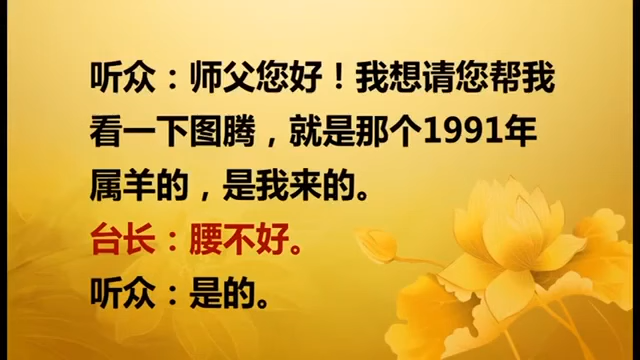 听众：师父您好！我想请您帮我
看一下图腾，就是那个1991年
属羊的，是我来的。
台长：腰不好。
听众：是的。